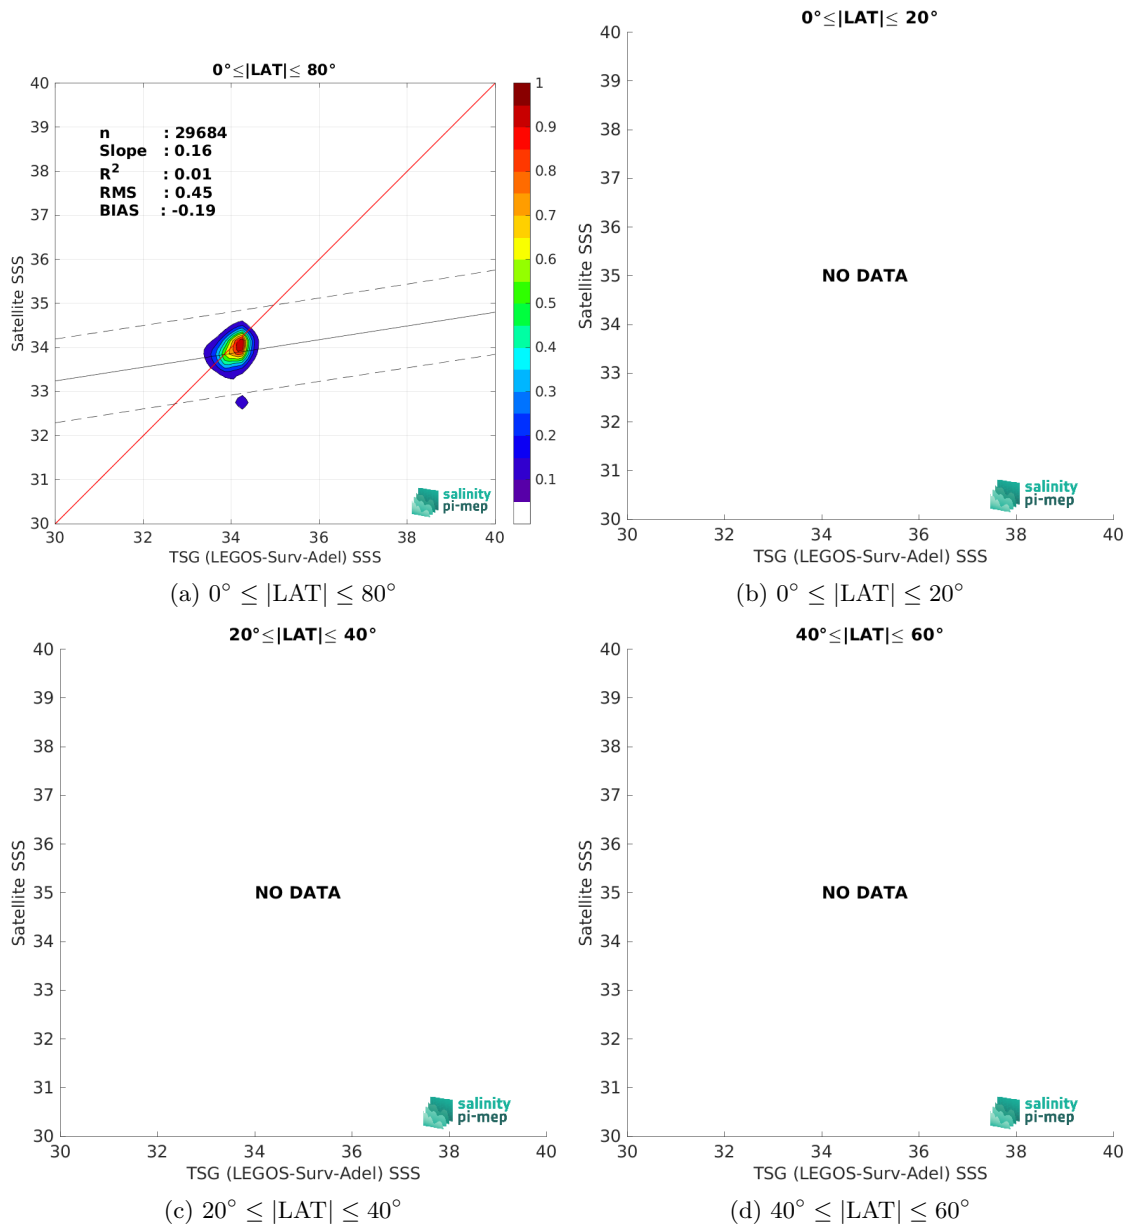 0°≤|LAT|≤ 80°
40
39
38
37
36
35
34
33
32
31
30
Satellite SSS
n : 29684
Slope : 0.16
R² : 0.01
RMS : 0.45
BIAS : -0.19
1
0.9
0.8
0.7
0.6
0.5
0.4
0.3
0.2
0.1
salinity
pi-mep
30 32 34 36 38 40
TSG (LEGOS-Surv-Adel) SSS
(a) 0° ≤ |LAT| ≤ 80°
0°≤|LAT|≤ 20°
40
39
38
37
36
35
34
33
32
31
30
Satellite SSS
NO DATA
salinity
pi-mep
30 32 34 36 38 40
TSG (LEGOS-Surv-Adel) SSS
(b) 0° ≤ |LAT| ≤ 20°
20°≤|LAT|≤ 40°
40
39
38
37
36
35
34
33
32
31
30
Satellite SSS
NO DATA
salinity
pi-mep
30 32 34 36 38 40
TSG (LEGOS-Surv-Adel) SSS
(c) 20° ≤ |LAT| ≤ 40°
40°≤|LAT|≤ 60°
40
39
38
37
36
35
34
33
32
31
30
Satellite SSS
NO DATA
salinity
pi-mep
30 32 34 36 38 40
TSG (LEGOS-Surv-Adel) SSS
(d) 40° ≤ |LAT| ≤ 60°